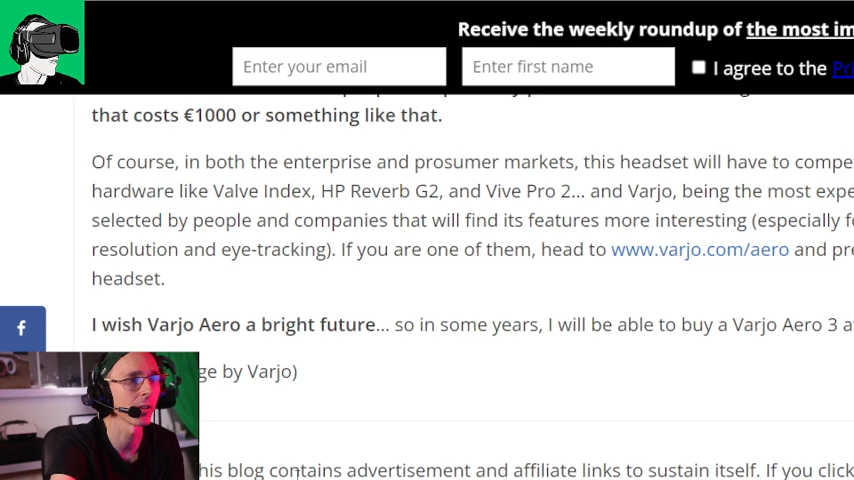 Receive the weekly roundup of the most im
Enter your email
Enter first name
I agree to the Pri
that costs €1000 or something like that.
Of course, in both the enterprise and prosumer markets, this headset will have to compe
hardware like Valve Index, HP Reverb G2, and Vive Pro 2... and Varjo, being the most expe
selected by people and companies that will find its features more interesting (especially fo
resolution and eye-tracking). If you are one of them, head to www.varjo.com/aero and pre
headset.
I wish Varjo Aero a bright future... so in some years, I will be able to buy a Varjo Aero 3 a
ge by Varjo)
his blog contains advertisement and affiliate links to sustain itself. If you click